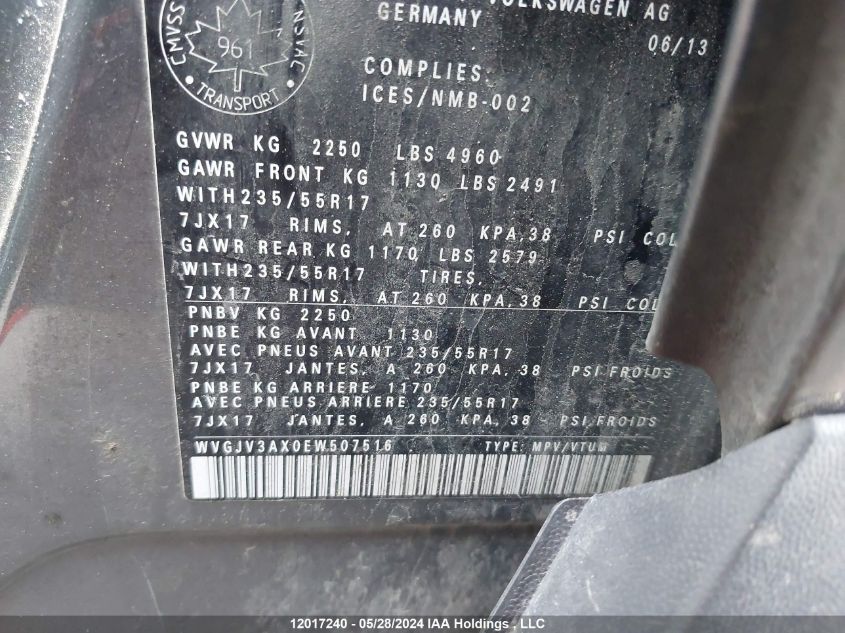 CMVSS NSVAC
961
TRANSPORT
VOLKSWAGEN AG
GERMANY
06/13
COMPLIES
ICES/NMB-002
GVWR KG 2250 LBS 4960
GAWR FRONT KG 1130 LBS 2491
WITH235/55R17
7JX17 RIMS, AT 260 KPA,38 PSI COL
GAWR REAR KG 1170 LBS 2579
WITH235/55R17 TIRES,
7JX17 RIMS, AT 260 KPA,38 PSI COL
PNBV KG 2250
PNBE KG AVANT 1130
AVEC PNEUS AVANT 235/55R17
7JX17 JANTES, A 260 KPA, 38 PSI FROIDS
PNBE KG ARRIERE 1170
AVEC PNEUS ARRIERE 235/55R17
7JX17 JANTES, A 260 KPA, 38 PSI FROIDS
WVGJV3AX0EW507516 TYPE: MPV/VTUM
12017240 - 05/28/2024 IAA Holdings , LLC